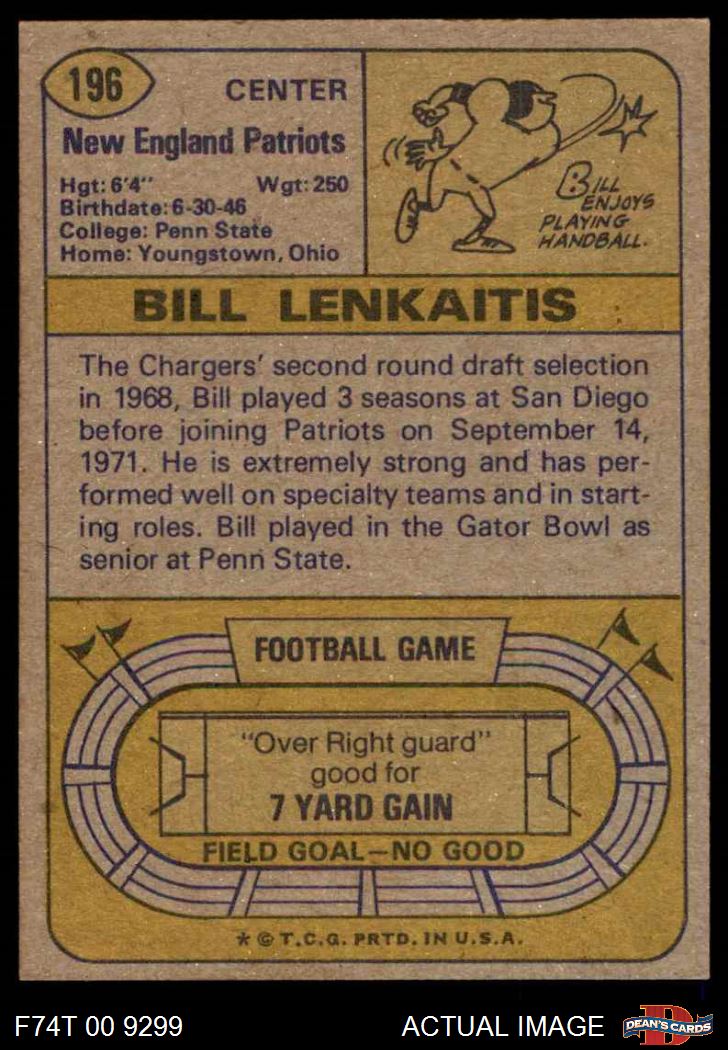 196
CENTER
New England Patriots
Hgt: 6'4" Wgt: 250
Birthdate: 6-30-46
College: Penn State
Home: Youngstown, Ohio
BILL
ENJOYS
PLAYING
HANDBALL.
BILL LENKAITIS
The Chargers' second round draft selection
in 1968, Bill played 3 seasons at San Diego
before joining Patriots on September 14,
1971. He is extremely strong and has per-
formed well on specialty teams and in start-
ing roles. Bill played in the Gator Bowl as
senior at Penn State.
FOOTBALL GAME
"Over Right guard"
good for
7 YARD GAIN
FIELD GOAL—NO GOOD
* © T.C.G. PRTD. IN U.S.A.
F74T 00 9299 ACTUAL IMAGE
D
DEAN'S CARDS